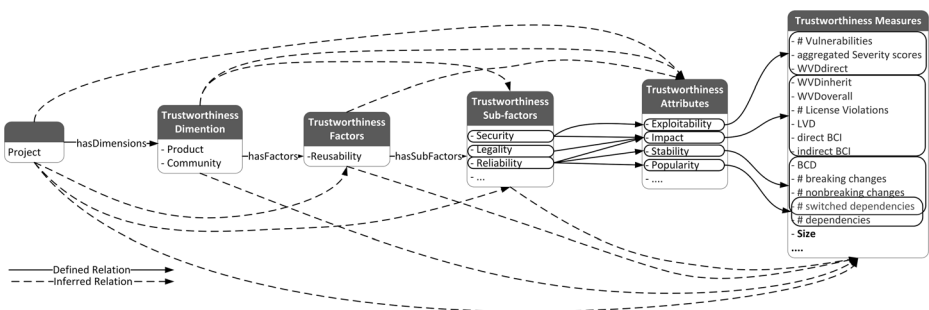 Project
hasDimensions
Trustworthiness
Dimention
- Product
- Community
hasFactors
Trustworthiness
Factors
-Reusability
hasSubFactors
Trustworthiness
Sub-factors
- Security
- Legality
- Reliability
- ...
Trustworthiness
Attributes
- Exploitability
- Impact
- Stability
- Popularity
- ....
Trustworthiness Measures
- # Vulnerabilities
- aggregated Severity scores
- WVDdirect
- WVDinherit
- WVDoverall
- # License Violations
- LVD
- direct BCI
- indirect BCI
- BCD
- # breaking changes
- # nonbreaking changes
- # switched dependencies
- # dependencies
- Size
....
Defined Relation
Inferred Relation